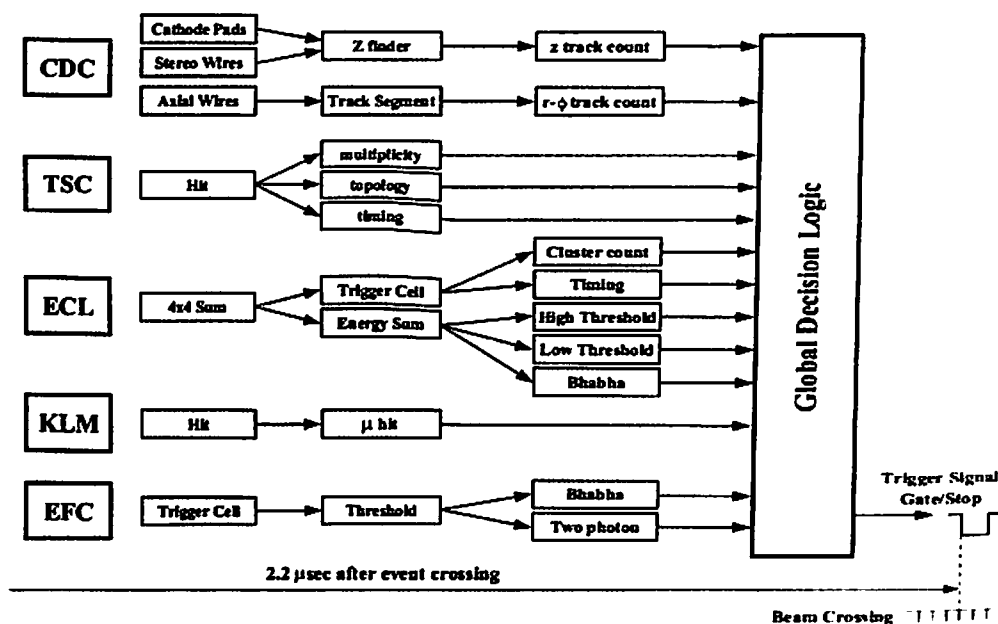 CDC
Cathode Pads
Stereo Wires
Z finder
z track count
Axial Wires
Track Segment
r-ϕ track count
TSC
Hit
multiplicity
topology
timing
ECL
4x4 Sum
Trigger Cell
Energy Sum
Cluster count
Timing
High Threshold
Low Threshold
Bhabha
KLM
Hit
μ hit
EFC
Trigger Cell
Threshold
Bhabha
Two photon
Global Decision Logic
Trigger Signal
Gate/Stop
2.2 μsec after event crossing
Beam Crossing